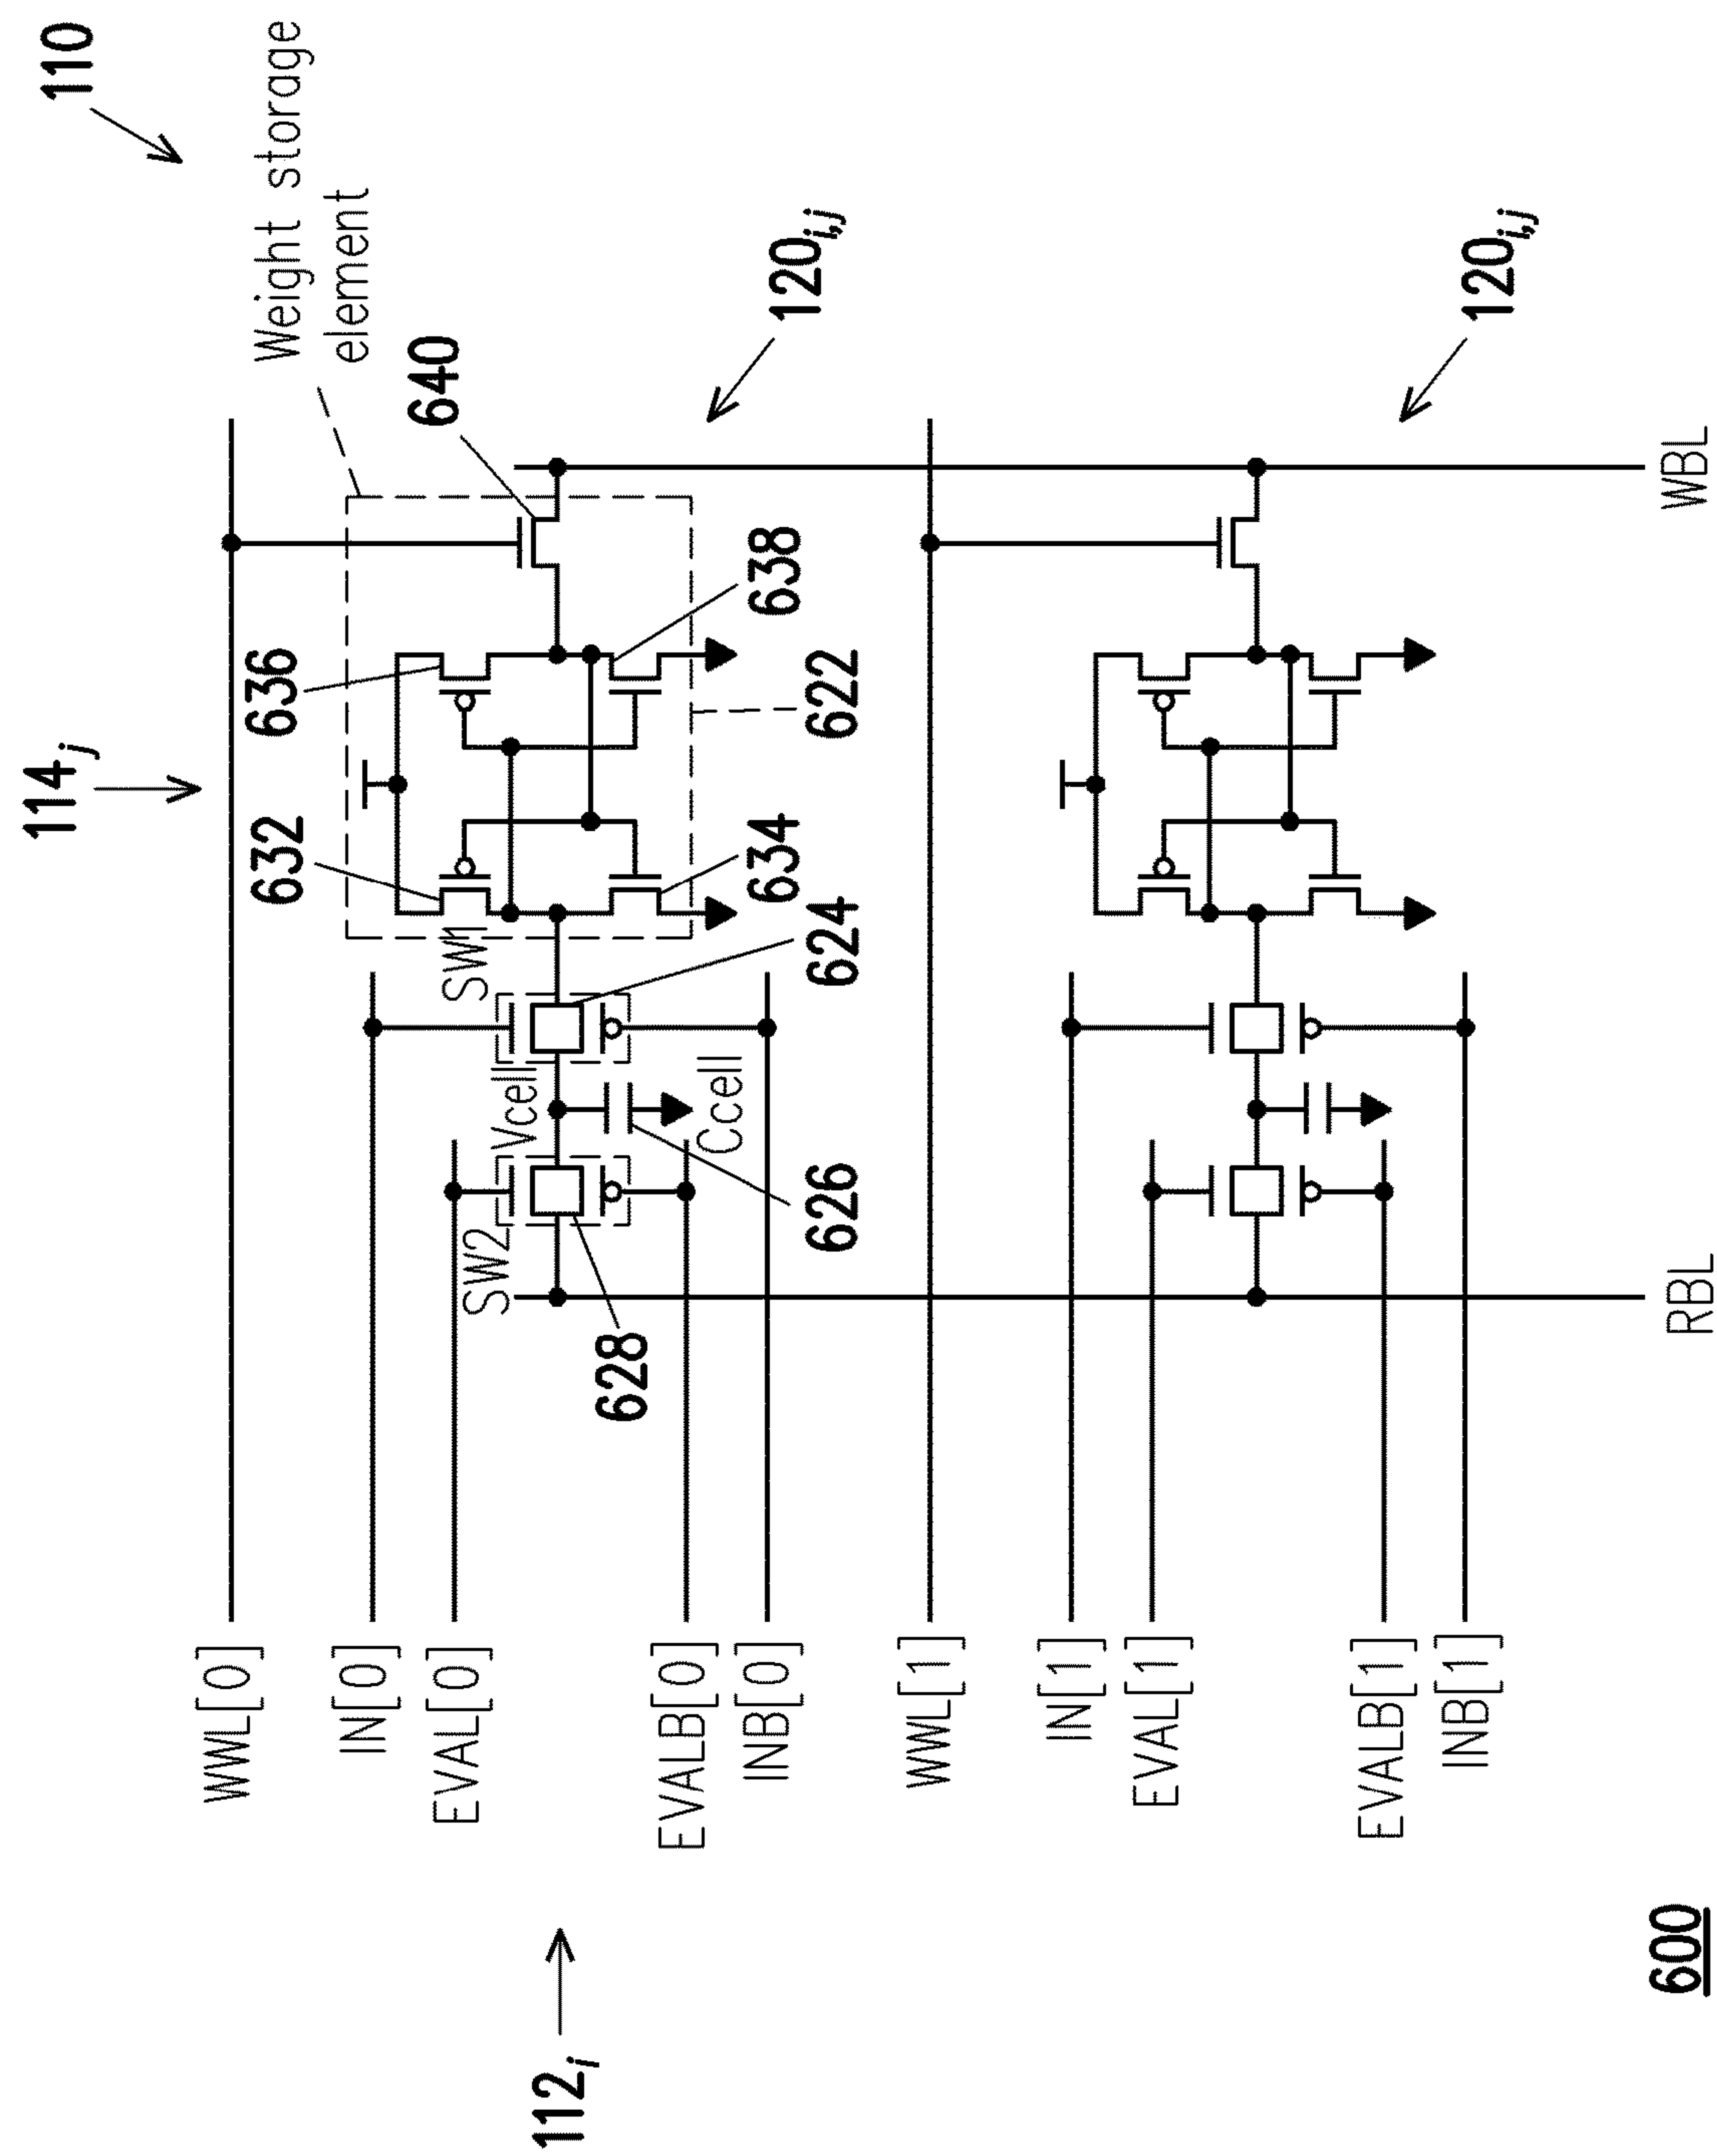 110
Weight storage
element
114j
640
636
632
638
634
622
624
626
628
SW1
Vcell
Ccell
SW2
120i,j
120i,j
WWL[0]
IN[0]
EVAL[0]
EVALB[0]
INB[0]
WWL[1]
IN[1]
EVAL[1]
EVALB[1]
INB[1]
RBL
WBL
112i
600